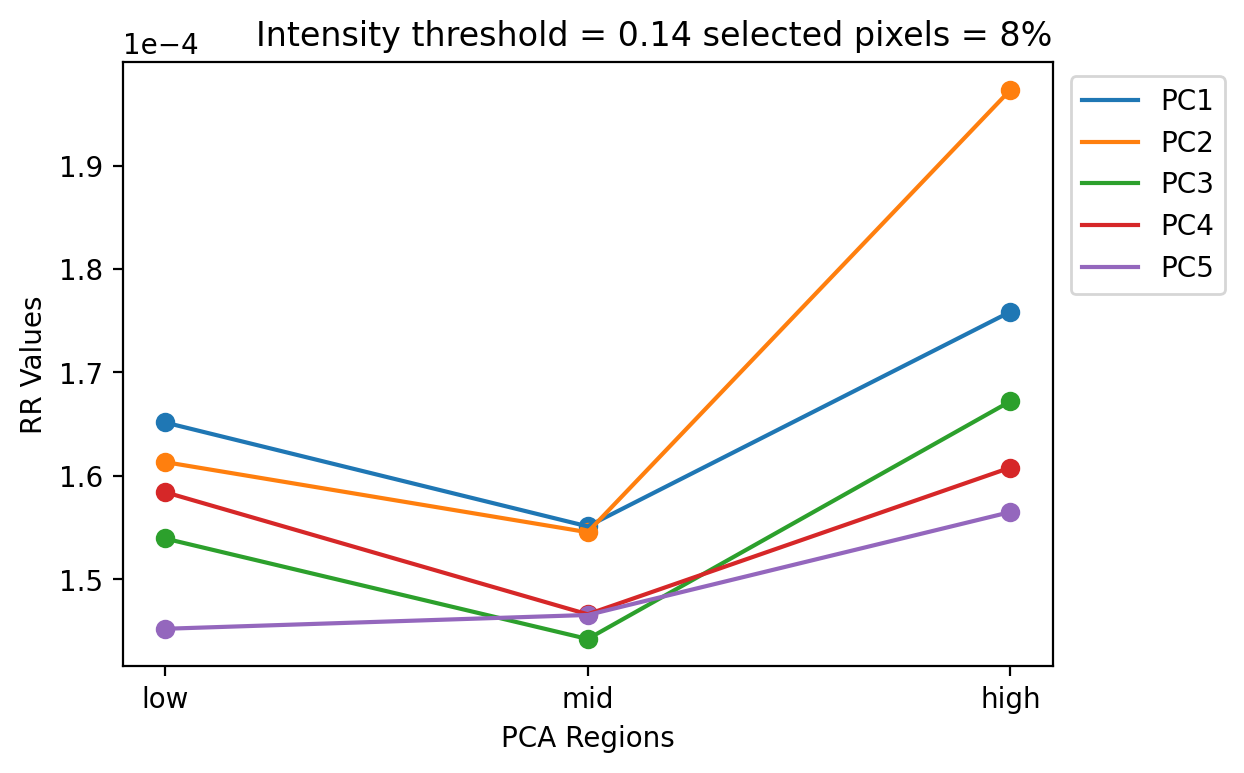 Intensity threshold = 0.14 selected pixels = 8%
1e−4
1.9
1.8
1.7
1.6
1.5
RR Values
low
mid
high
PCA Regions
PC1
PC2
PC3
PC4
PC5